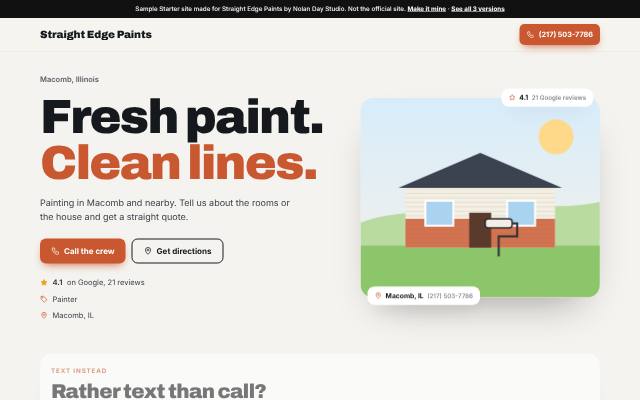 Sample Starter site made for Straight Edge Paints by Nolan Day Studio. Not the official site. Make it mine · See all 3 versions
Straight Edge Paints
(217) 503-7786
Macomb, Illinois
Fresh paint.
Clean lines.
Painting in Macomb and nearby. Tell us about the rooms or
the house and get a straight quote.
Call the crew
Get directions
4.1 on Google, 21 reviews
Painter
Macomb, IL
4.1 21 Google reviews
Macomb, IL (217) 503-7786
TEXT INSTEAD
Rather text than call?